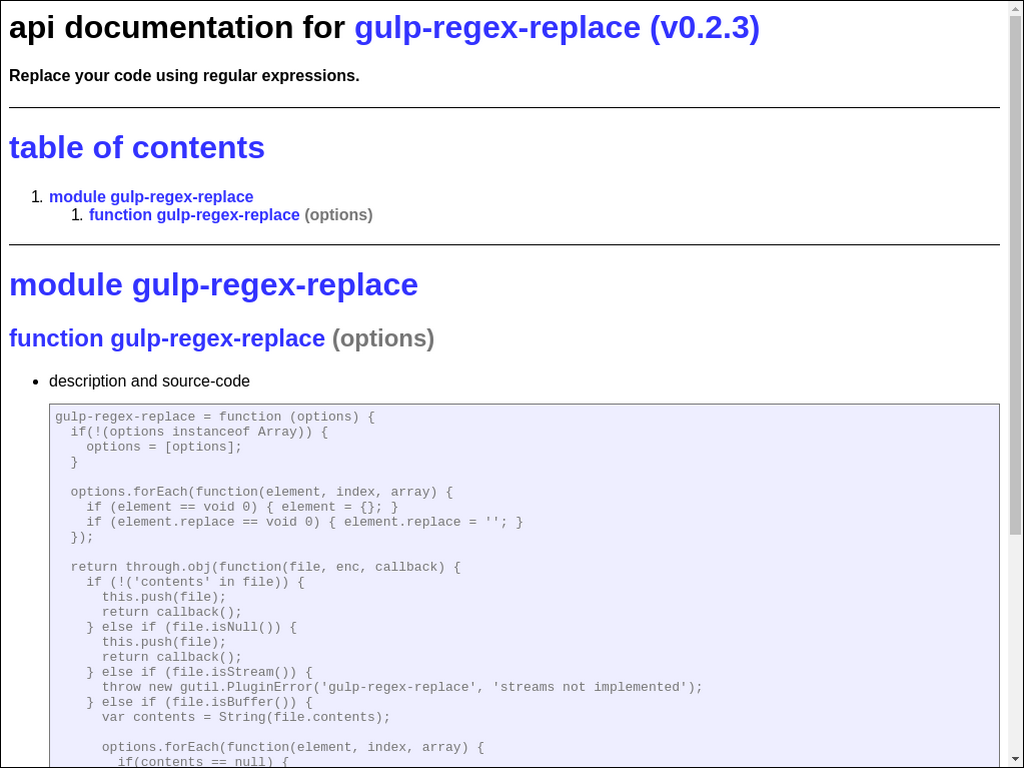 api documentation for gulp-regex-replace (v0.2.3)
Replace your code using regular expressions.
table of contents
1. module gulp-regex-replace
1. function gulp-regex-replace (options)
module gulp-regex-replace
function gulp-regex-replace (options)
• description and source-code
gulp-regex-replace = function (options) {
  if(!(options instanceof Array)) {
    options = [options];
  }

  options.forEach(function(element, index, array) {
    if (element == void 0) { element = {}; }
    if (element.replace == void 0) { element.replace = ''; }
  });

  return through.obj(function(file, enc, callback) {
    if (!('contents' in file)) {
      this.push(file);
      return callback();
    } else if (file.isNull()) {
      this.push(file);
      return callback();
    } else if (file.isStream()) {
      throw new gutil.PluginError('gulp-regex-replace', 'streams not implemented');
    } else if (file.isBuffer()) {
      var contents = String(file.contents);

      options.forEach(function(element, index, array) {
        if(contents == null) {